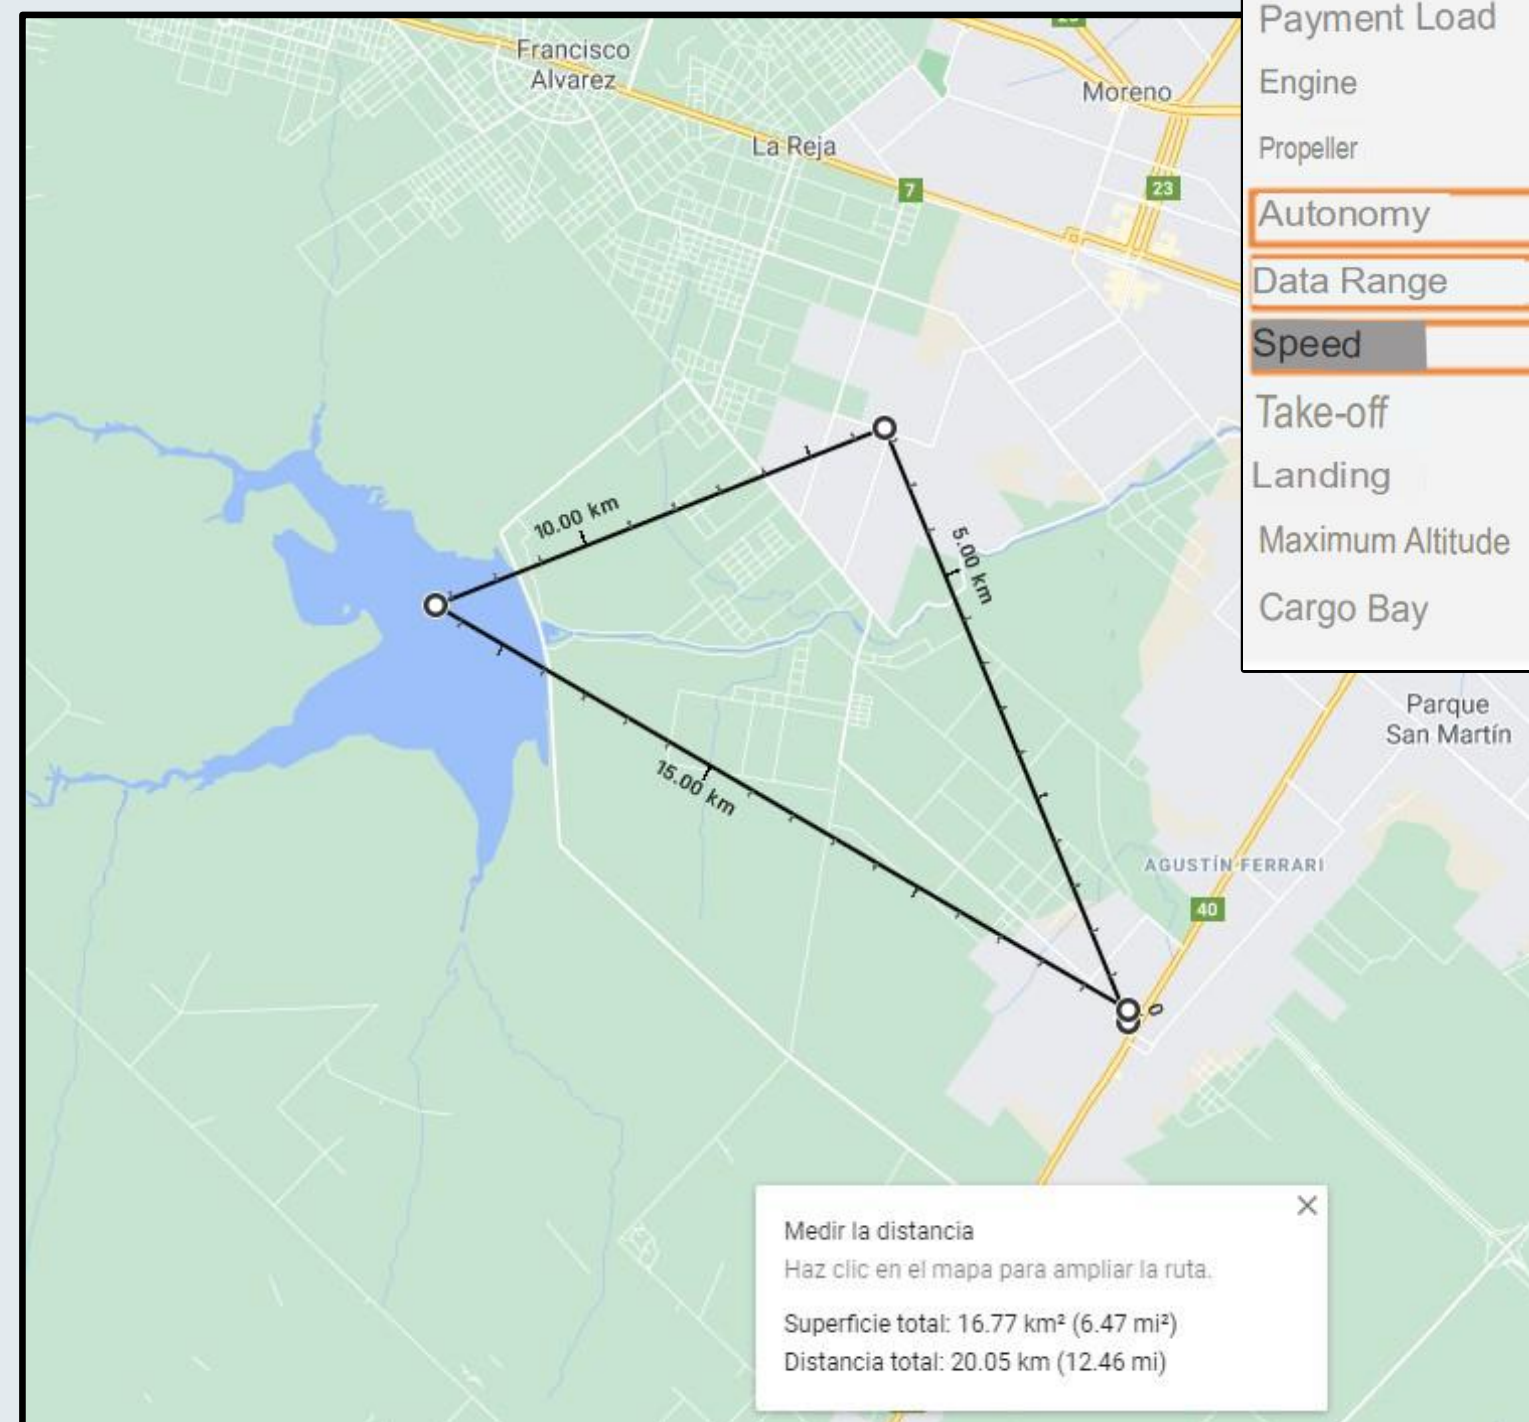 Francisco
Alvarez
La Reja
Moreno
7
23
10.00 km
5.00 km
15.00 km
0
AGUSTÍN FERRARI
40
Parque
San Martín
Medir la distancia
Haz clic en el mapa para ampliar la ruta.
Superficie total: 16.77 km² (6.47 mi²)
Distancia total: 20.05 km (12.46 mi)
Payment Load
Engine
Propeller
Autonomy
Data Range
Speed
Take-off
Landing
Maximum Altitude
Cargo Bay